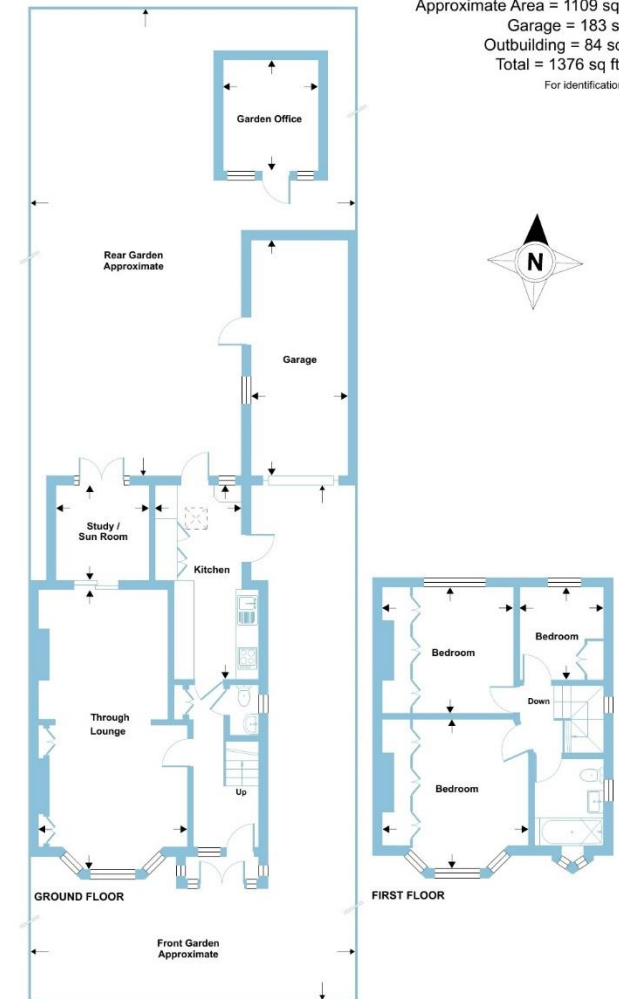 Approximate Area = 1109 sq
Garage = 183 s
Outbuilding = 84 sq
Total = 1376 sq ft
For identification
Garden Office
N
Rear Garden
Approximate
Garage
Study /
Sun Room
Kitchen
Bedroom
Bedroom
Down
Through
Lounge
Up
Bedroom
GROUND FLOOR
FIRST FLOOR
Front Garden
Approximate